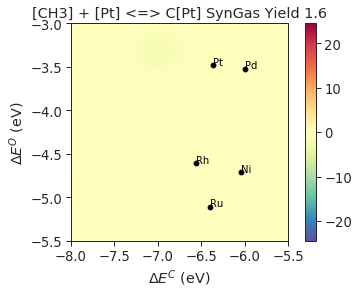 [CH3] + [Pt] <=> C[Pt] SynGas Yield 1.6
−3.0
−3.5
−4.0
−4.5
−5.0
−5.5
ΔE^O (eV)
Pt
Pd
Rh
Ni
Ru
−8.0 −7.5 −7.0 −6.5 −6.0 −5.5
ΔE^C (eV)
20
10
0
−10
−20